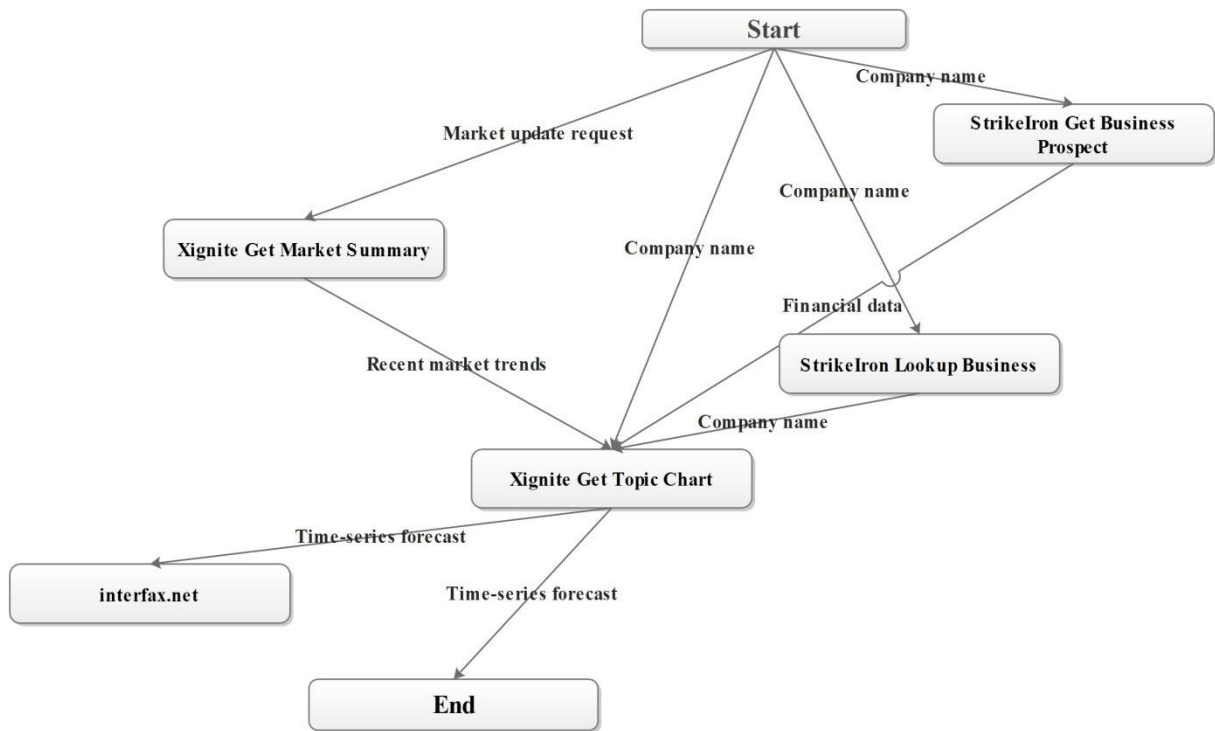 Start
Company name
StrikeIron Get Business
Prospect
Market update request
Company name
Xignite Get Market Summary
Company name
Financial data
Recent market trends
StrikeIron Lookup Business
Company name
Xignite Get Topic Chart
Time-series forecast
interfax.net
Time-series forecast
End